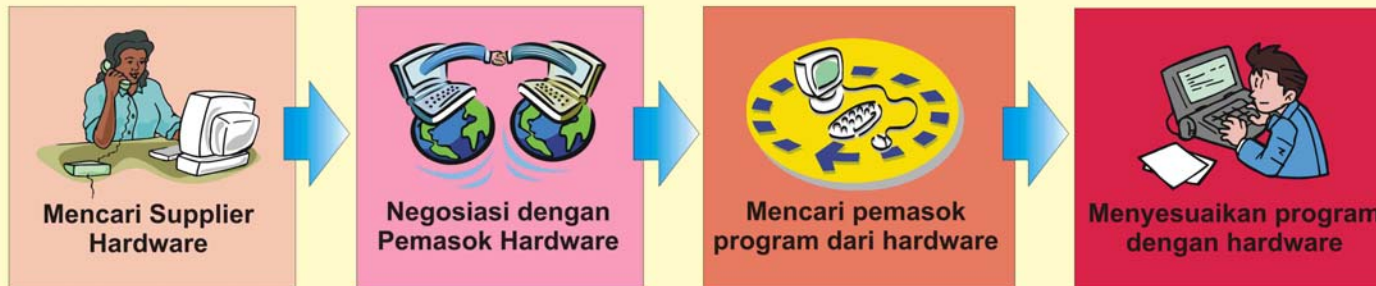 Mencari Supplier
Hardware
Negosiasi dengan
Pemasok Hardware
Mencari pemasok
program dari hardware
Menyesuaikan program
dengan hardware